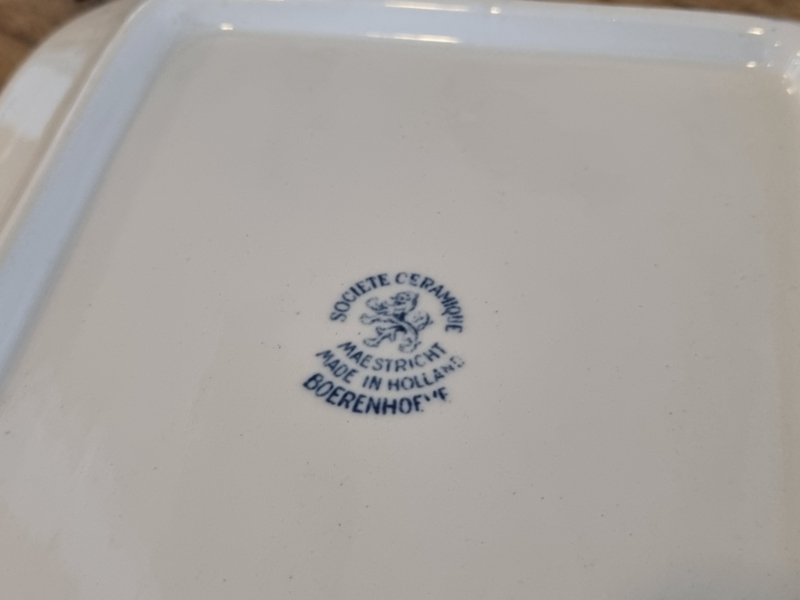 SOCIETE CERAMIQUE
MAESTRICHT
MADE IN HOLLAND
BOERENHOEVE